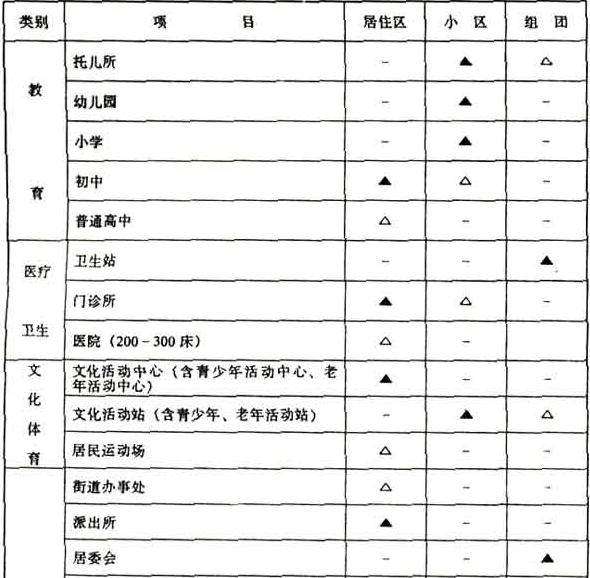 类别 项目 居住区 小区 组团
教育
托儿所 - ▲ △
幼儿园 - ▲ -
小学 - ▲ -
初中 ▲ △ -
普通高中 △ - -
医疗卫生
卫生站 - - ▲
门诊所 ▲ △ -
医院（200-300床） △ -
文化体育
文化活动中心（含青少年活动中心、老
年活动中心） ▲ - -
文化活动站（含青少年、老年活动站） - ▲ △
居民运动场 △ - -
街道办事处 △ - -
派出所 ▲ - -
居委会 - - ▲